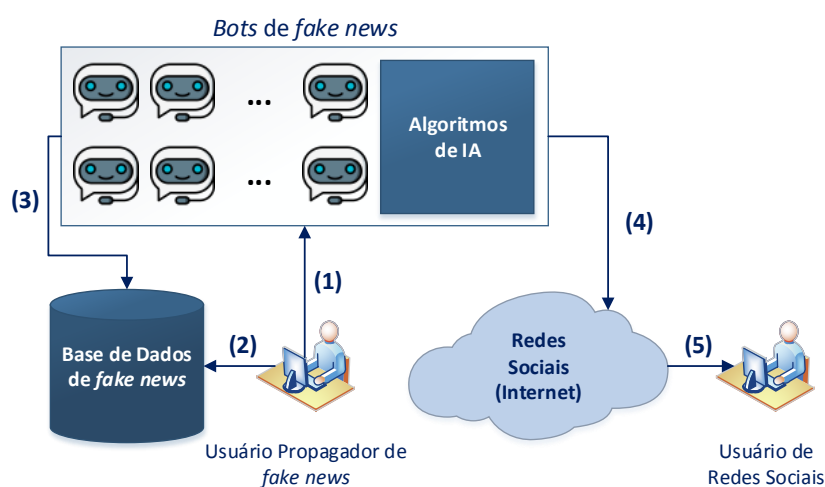 Bots de fake news
...
Algoritmos
de IA
...
(3)
(4)
(1)
Base de Dados
de fake news
(2)
Redes
Sociais
(Internet)
(5)
Usuário Propagador de
fake news
Usuário de
Redes Sociais